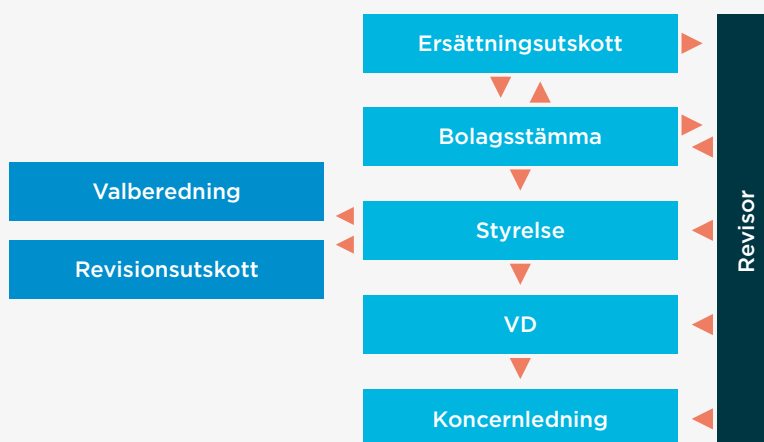 Ersättningsutskott
Bolagsstämma
Valberedning
Styrelse
Revisionsutskott
VD
Koncernledning
Revisor